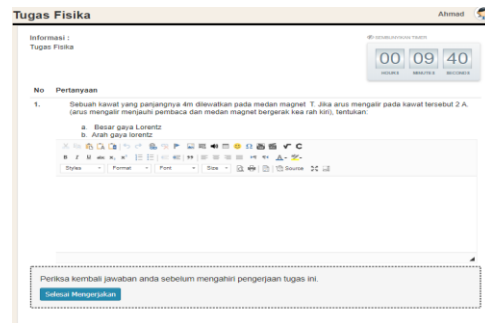 Tugas Fisika
Ahmad
Informasi :
Tugas Fisika
00 09 40
HOURS MINUTES SECONDS
No Pertanyaan
1. Sebuah kawat yang panjangnya 4m dilewatkan pada medan magnet T. Jika arus mengalir pada kawat tersebut 2 A.
(arus mengalir menjauhi pembaca dan medan magnet bergerak kea rah kiri), tentukan:
a. Besar gaya Lorentz
b. Arah gaya lorentz
Styles Format Font Size Source
Periksa kembali jawaban anda sebelum mengahiri pengerjaan tugas ini.
Selesai Mengerjakan